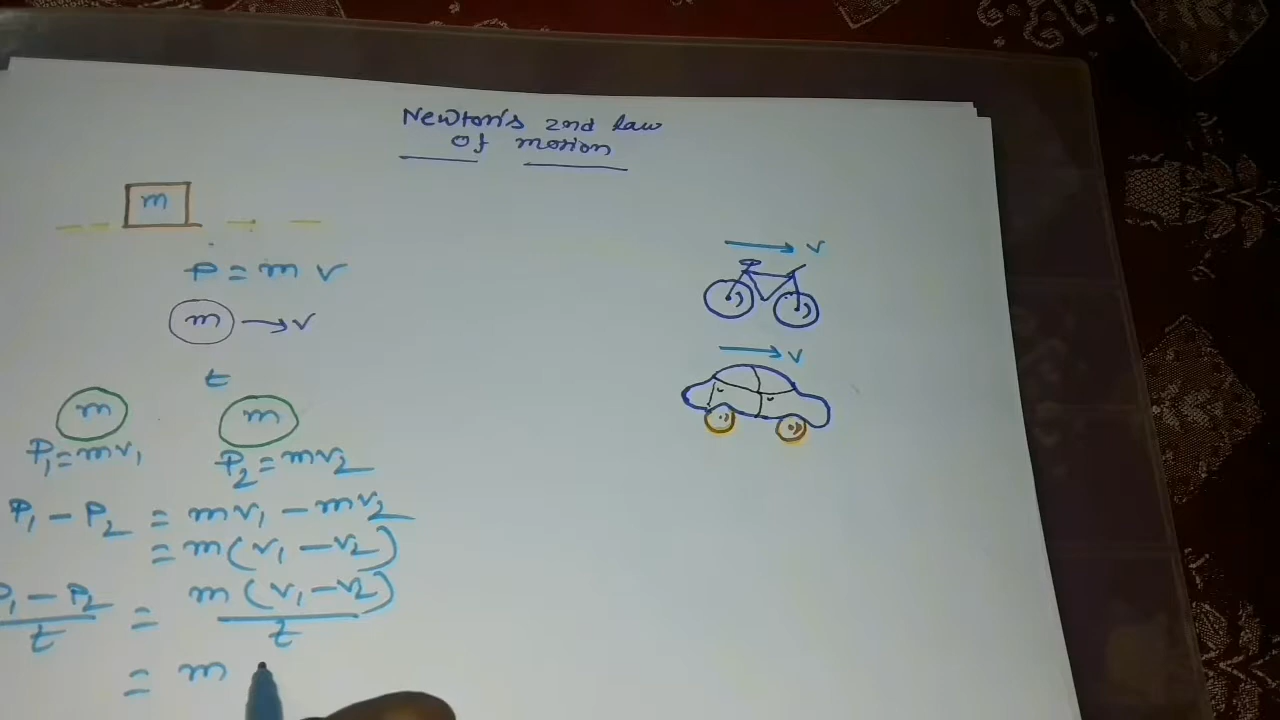 Newton's 2nd law
of motion
m
P = m v
m → v
t
m m
P₁ = mv₁ P₂ = mv₂
P₁ - P₂ = mv₁ - mv₂
= m(v₁ - v₂)
P₁ - P₂ / t = m(v₁ - v₂) / t
= m
v
v